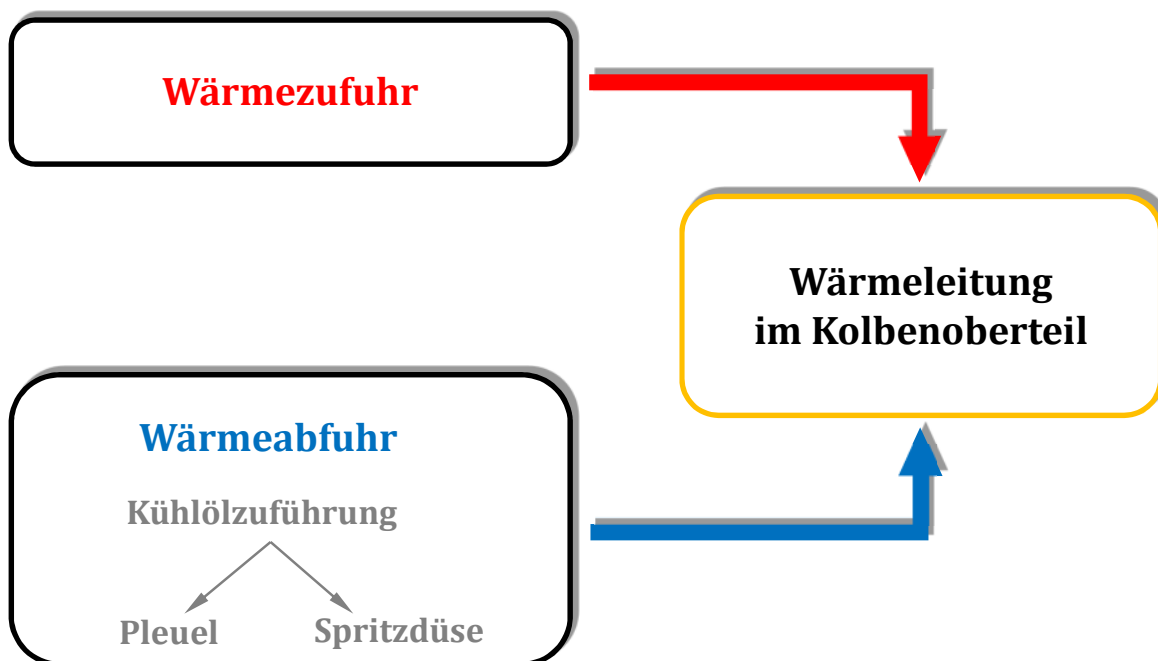 Wärmezufuhr
Wärmeleitung
im Kolbenoberteil
Wärmeabfuhr
Kühlölzuführung
Pleuel
Spritzdüse